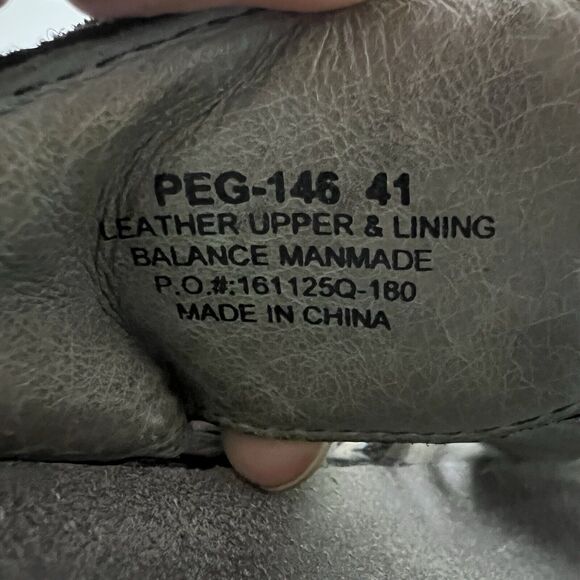 PEG-146 41
LEATHER UPPER & LINING
BALANCE MANMADE
P.O.#:161125Q-180
MADE IN CHINA